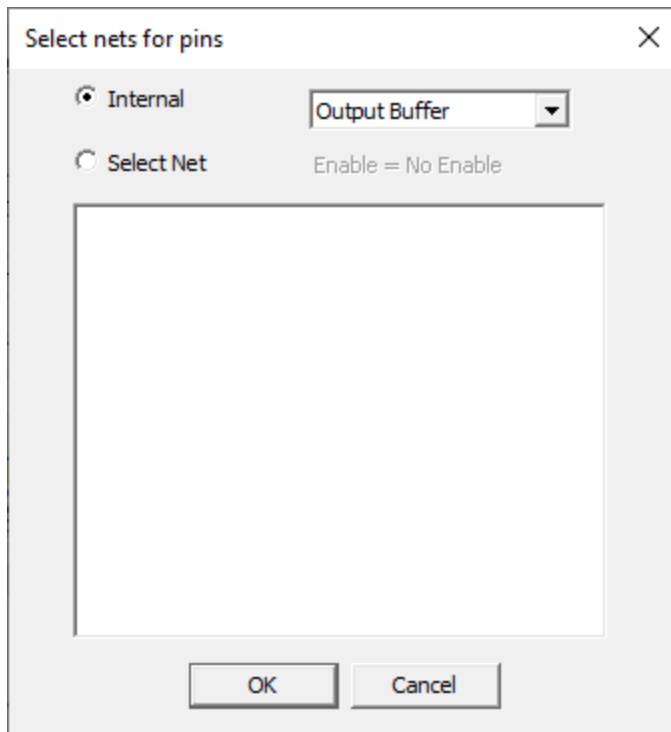 Select nets for pins
Internal
Output Buffer
Select Net
Enable = No Enable
OK
Cancel